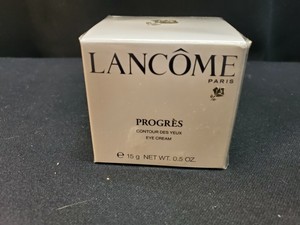 LANCÔME
PARIS
PROGRÈS
CONTOUR DES YEUX
EYE CREAM
℮ 15 g NET WT. 0.5 OZ.